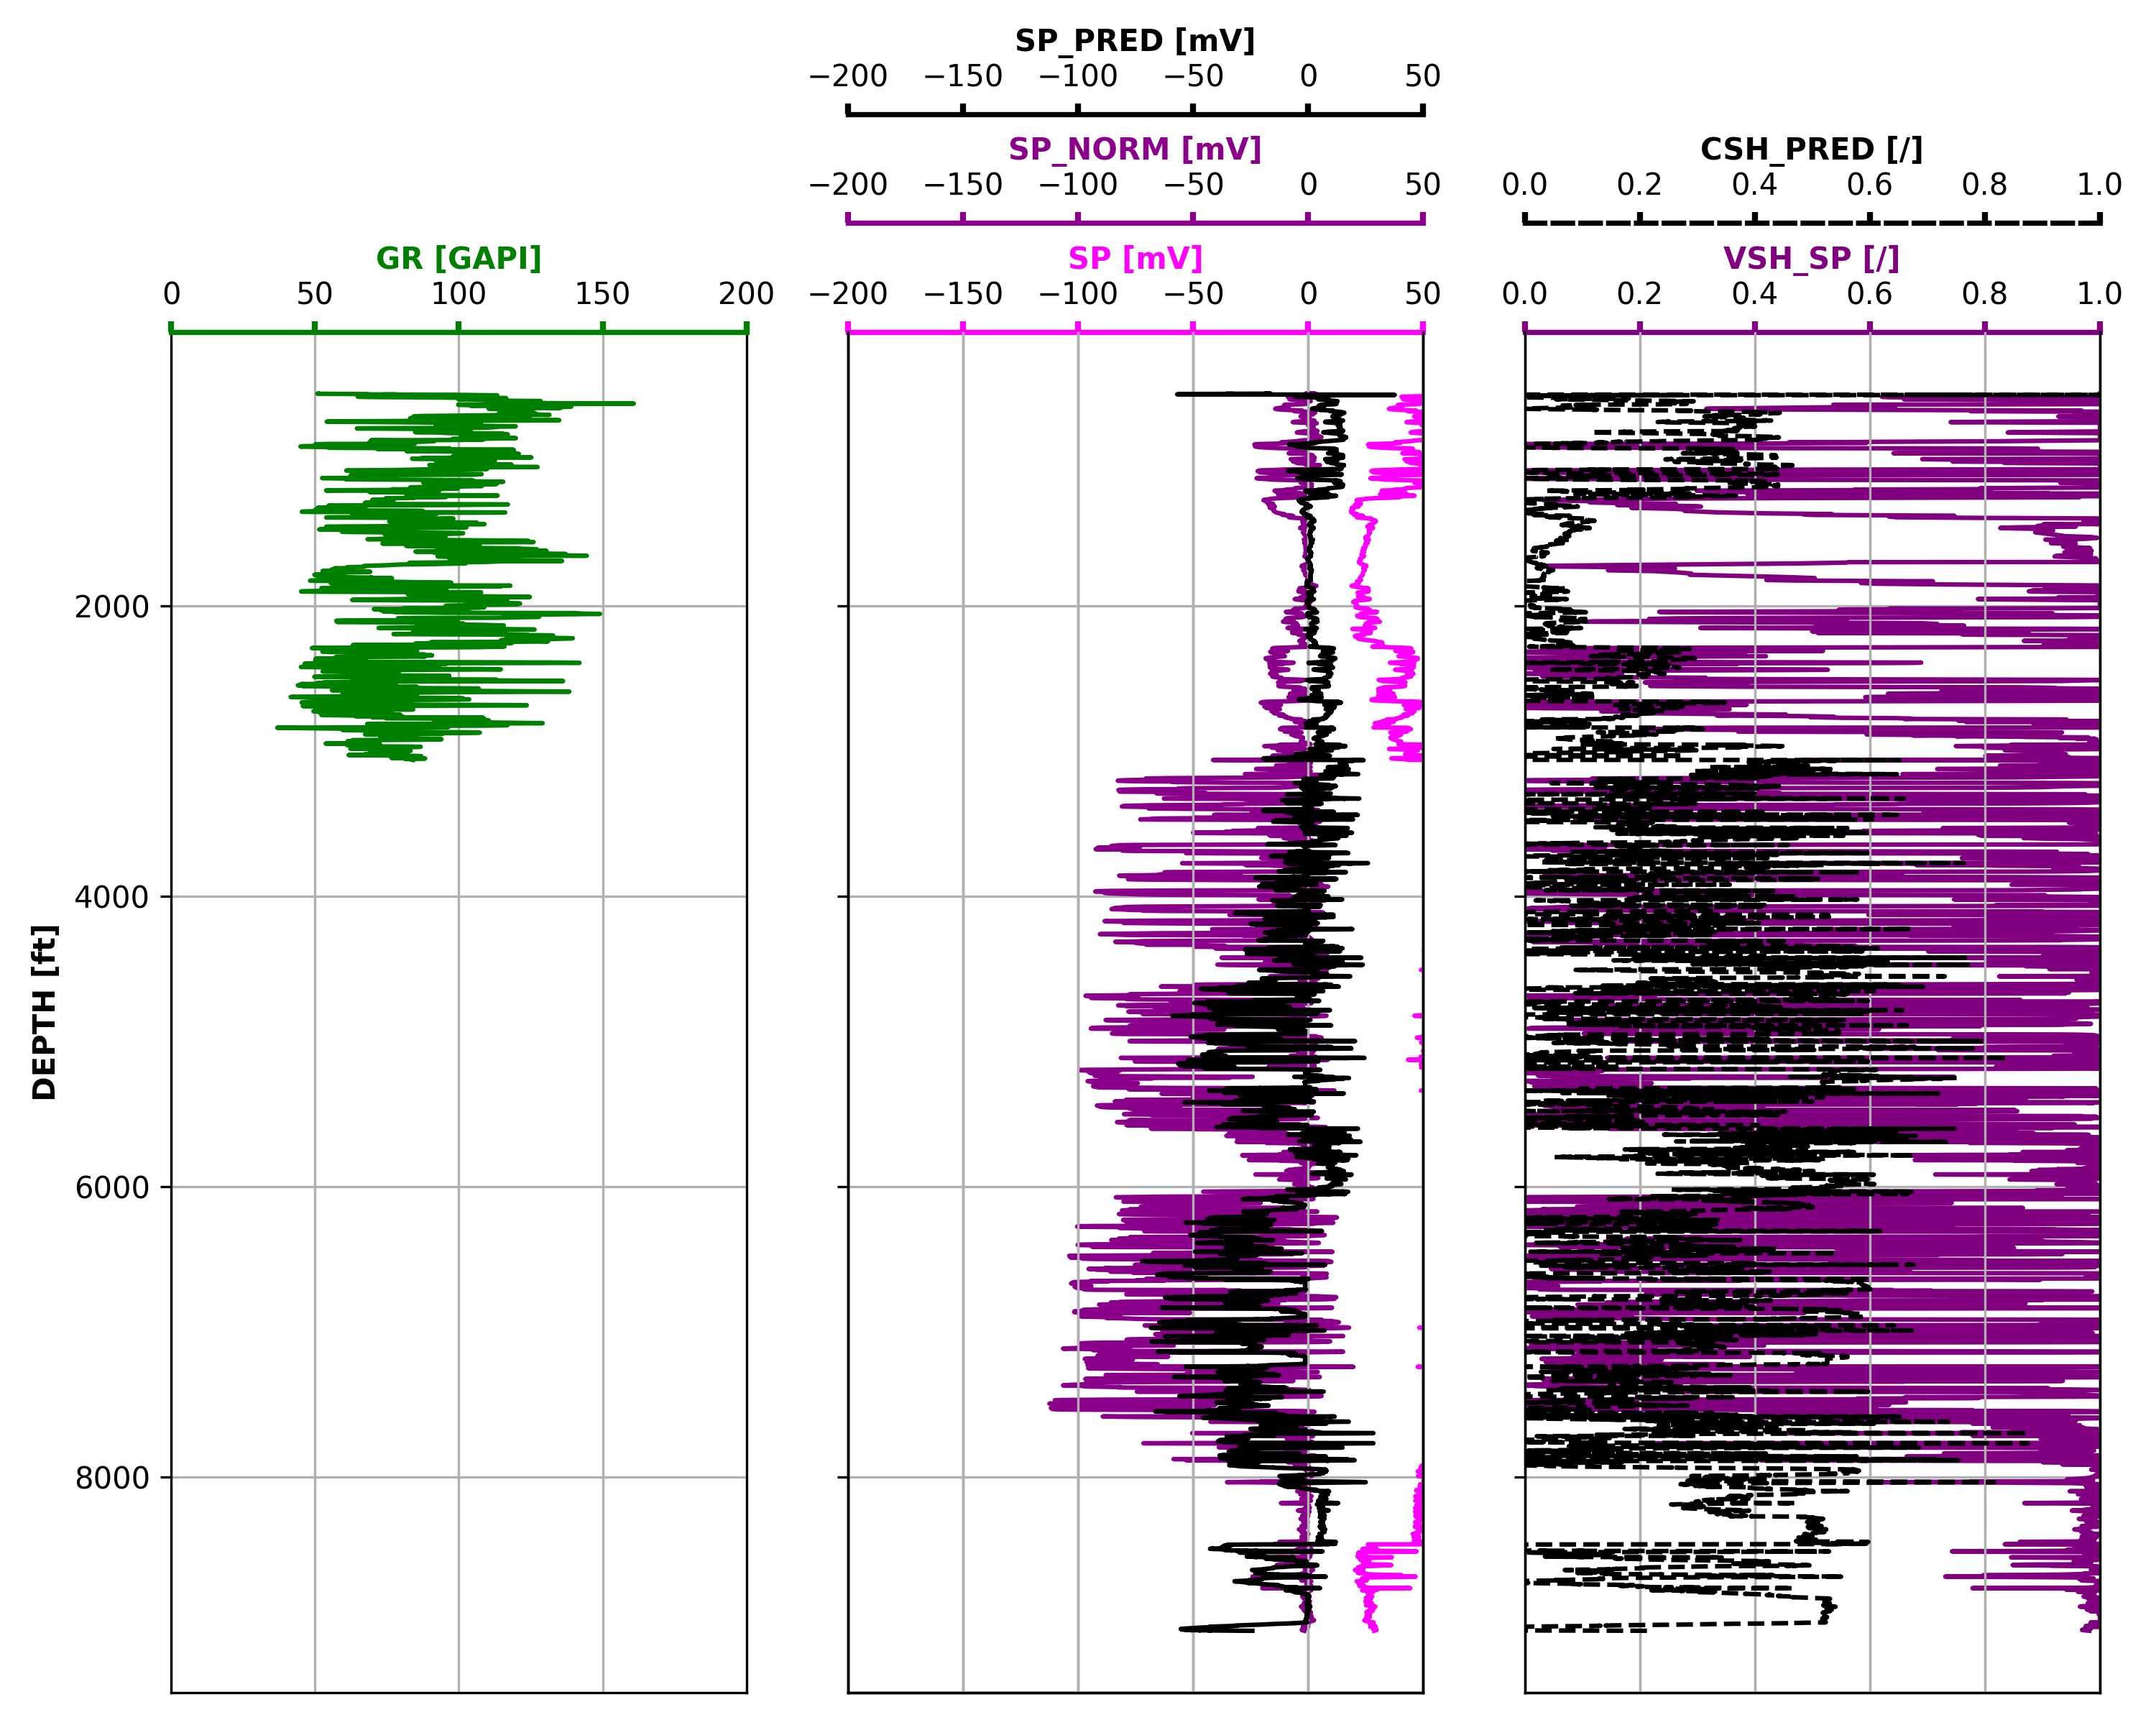 SP_PRED [mV]
−200 −150 −100 −50 0 50
SP_NORM [mV] CSH_PRED [/]
−200 −150 −100 −50 0 50 0.0 0.2 0.4 0.6 0.8 1.0
GR [GAPI] SP [mV] VSH_SP [/]
0 50 100 150 200 −200 −150 −100 −50 0 50 0.0 0.2 0.4 0.6 0.8 1.0
2000
4000
DEPTH [ft]
6000
8000